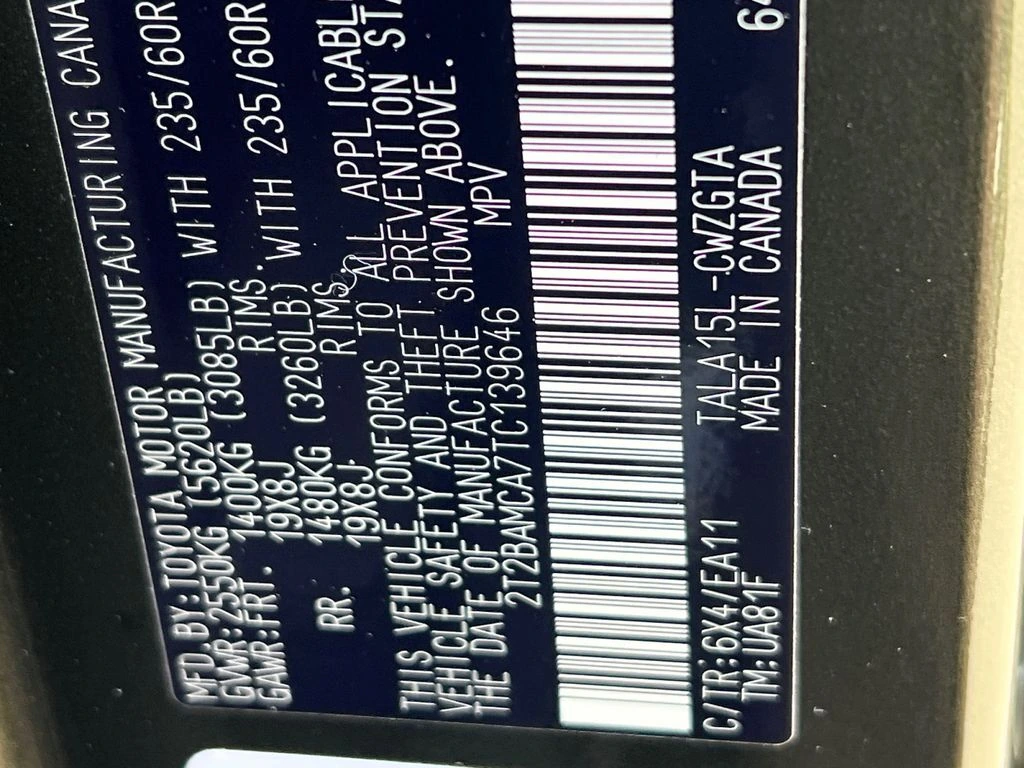 MFD.BY:TOYOTA MOTOR MANUFACTURING CANA
GVWR:2550KG (5620LB)
GAWR:FRT. 1400KG (3085LB) WITH 235/60R
19X8J RIMS.
RR. 1480KG (3260LB) WITH 235/60R
19X8J RIMS.
THIS VEHICLE CONFORMS TO ALL APPLICABL
VEHICLE SAFETY AND THEFT PREVENTION STA
THE DATE OF MANUFACTURE SHOWN ABOVE.
2T2BAMCA7TC139646 MPV
C/TR:6X4/EA11 TALA15L-CWZGTA 64
TM:UA81F MADE IN CANADA